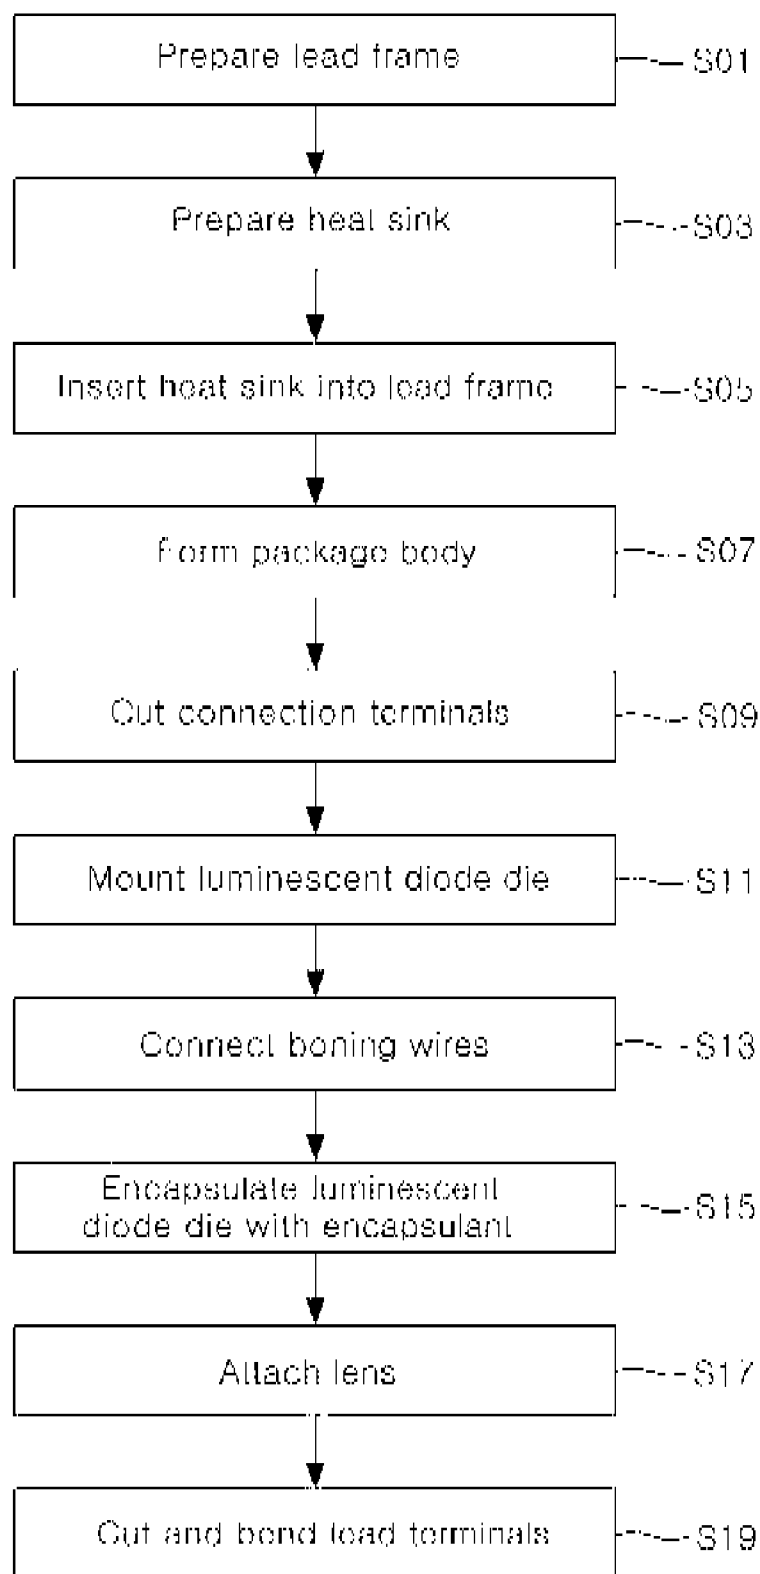 Prepare lead frame
S01
Prepare heat sink
S03
Insert heat sink into lead frame
S05
Form package body
S07
Cut connection terminals
S09
Mount luminescent diode die
S11
Connect boning wires
S13
Encapsulate luminescent
diode die with encapsulant
S15
Attach lens
S17
Cut and bend lead terminals
S19